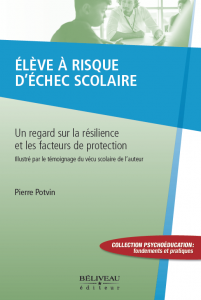 ÉLÈVE À RISQUE
D'ÉCHEC SCOLAIRE
Un regard sur la résilience
et les facteurs de protection
Illustré par le témoignage du vécu scolaire de l'auteur
Pierre Potvin
COLLECTION PSYCHOÉDUCATION:
fondements et pratiques
BÉLIVEAU
éditeur